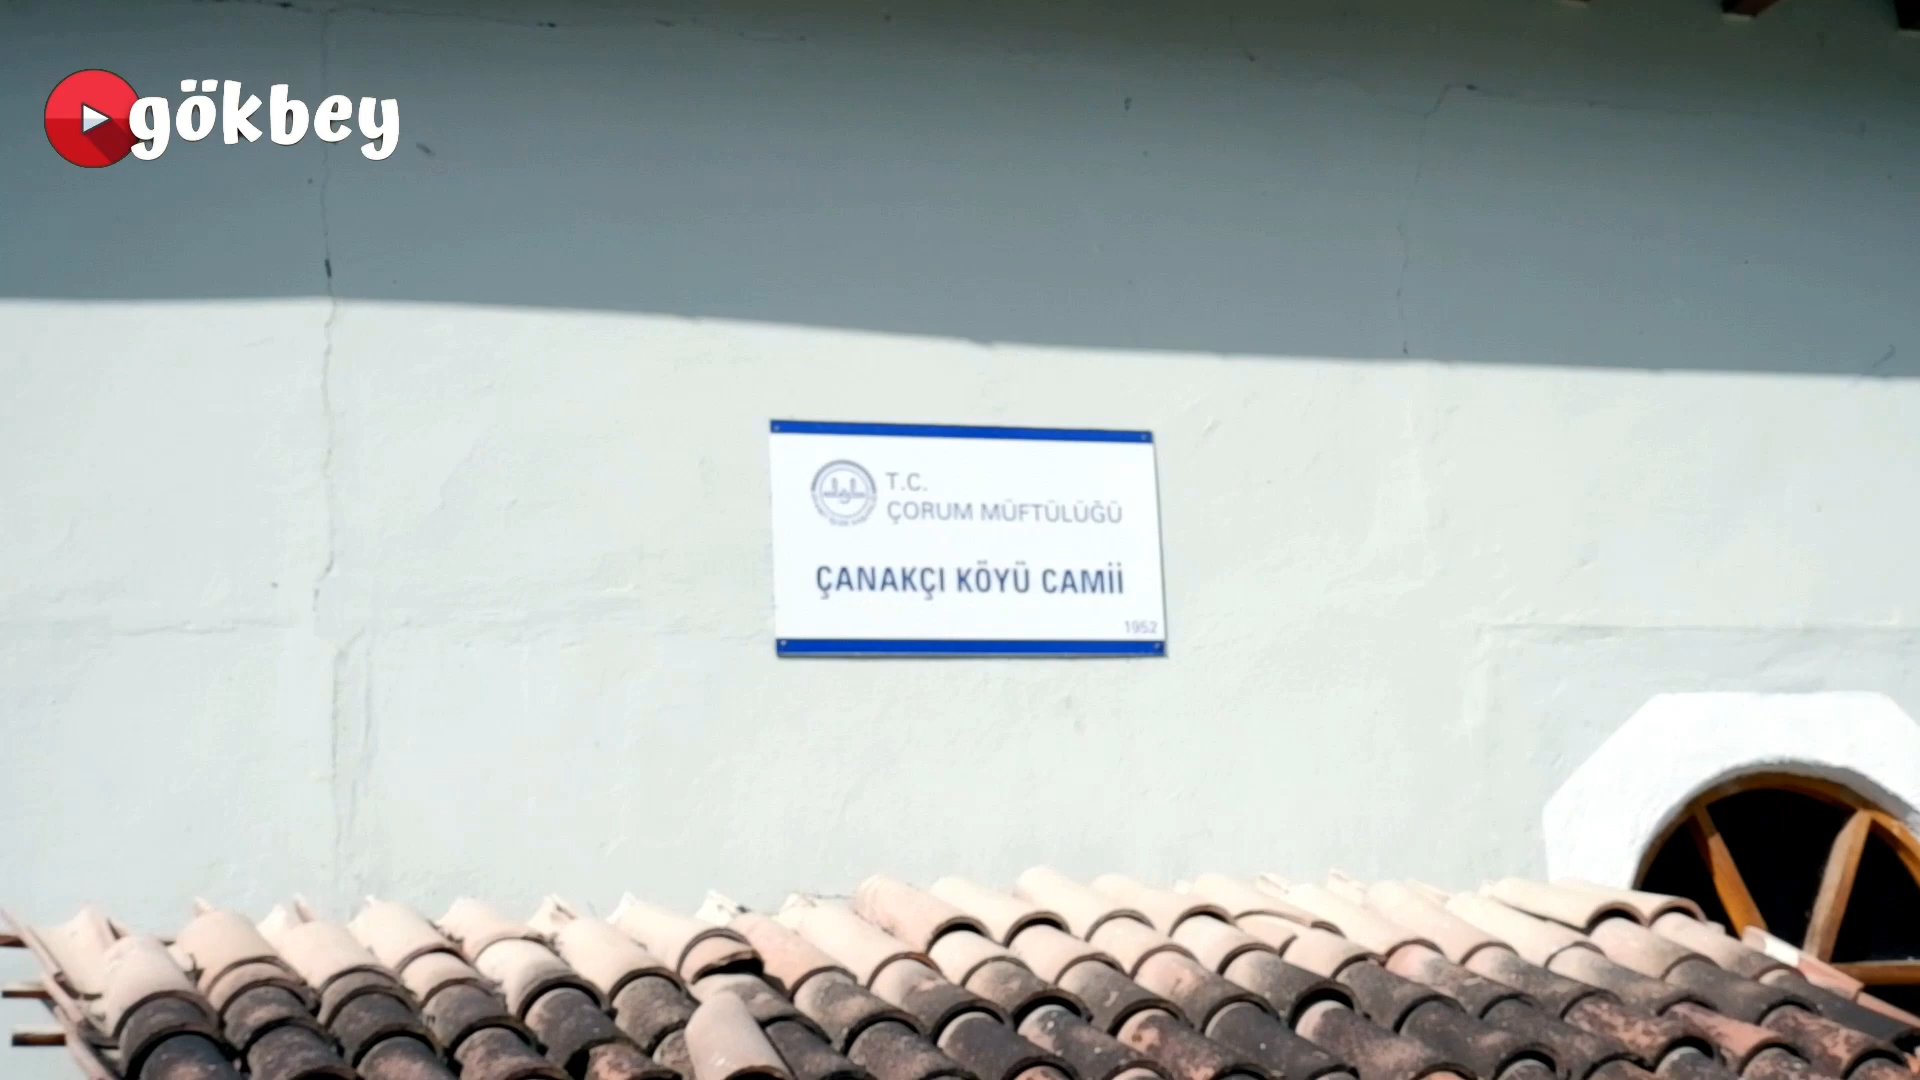 gökbey
T.C.
ÇORUM MÜFTÜLÜĞÜ
ÇANAKÇI KÖYÜ CAMİİ
1952